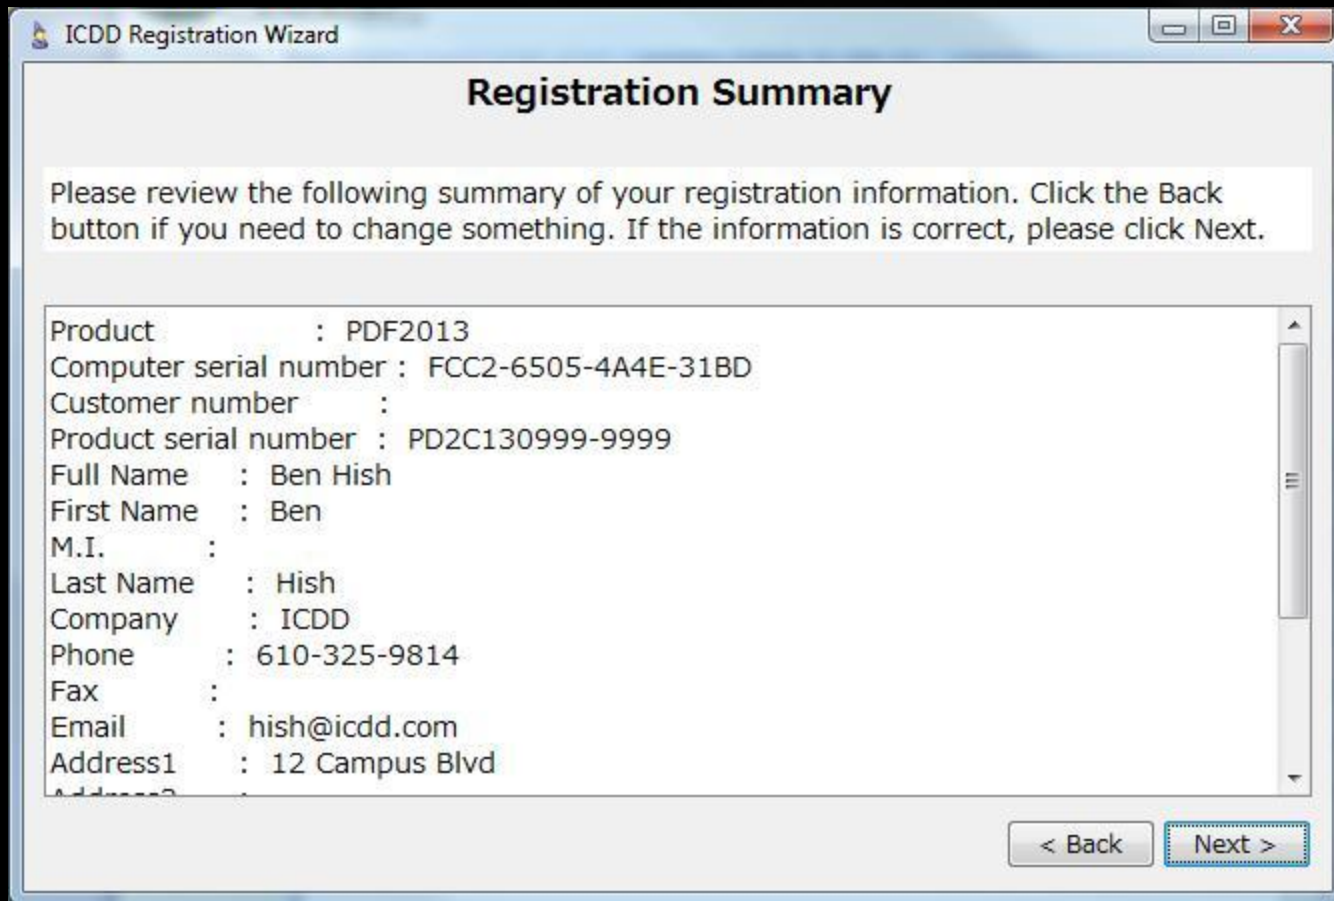 ICDD Registration Wizard
Registration Summary
Please review the following summary of your registration information. Click the Back
button if you need to change something. If the information is correct, please click Next.
Product : PDF2013
Computer serial number : FCC2-6505-4A4E-31BD
Customer number :
Product serial number : PD2C130999-9999
Full Name : Ben Hish
First Name : Ben
M.I. :
Last Name : Hish
Company : ICDD
Phone : 610-325-9814
Fax :
Email : hish@icdd.com
Address1 : 12 Campus Blvd
< Back Next >